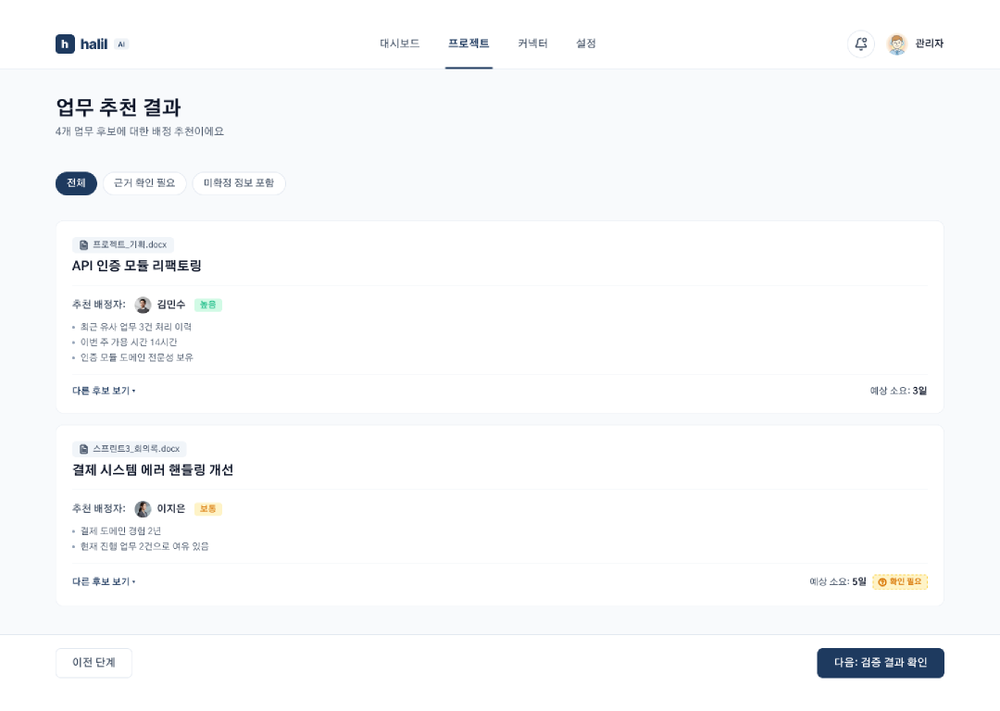 h halil AI
대시보드 프로젝트 커넥터 설정
관리자
업무 추천 결과
4개 업무 후보에 대한 배정 추천이에요
전체 근거 확인 필요 미확정 정보 포함
프로젝트_기획.docx
API 인증 모듈 리팩토링
추천 배정자: 김민수 높음
• 최근 유사 업무 3건 처리 이력
• 이번 주 가용 시간 14시간
• 인증 모듈 도메인 전문성 보유
다른 후보 보기 ▾ 예상 소요: 3일
스프린트3_회의록.docx
결제 시스템 에러 핸들링 개선
추천 배정자: 이지은 보통
• 결제 도메인 경험 2년
• 현재 진행 업무 2건으로 여유 있음
다른 후보 보기 ▾ 예상 소요: 5일 확인 필요
이전 단계 다음: 검증 결과 확인